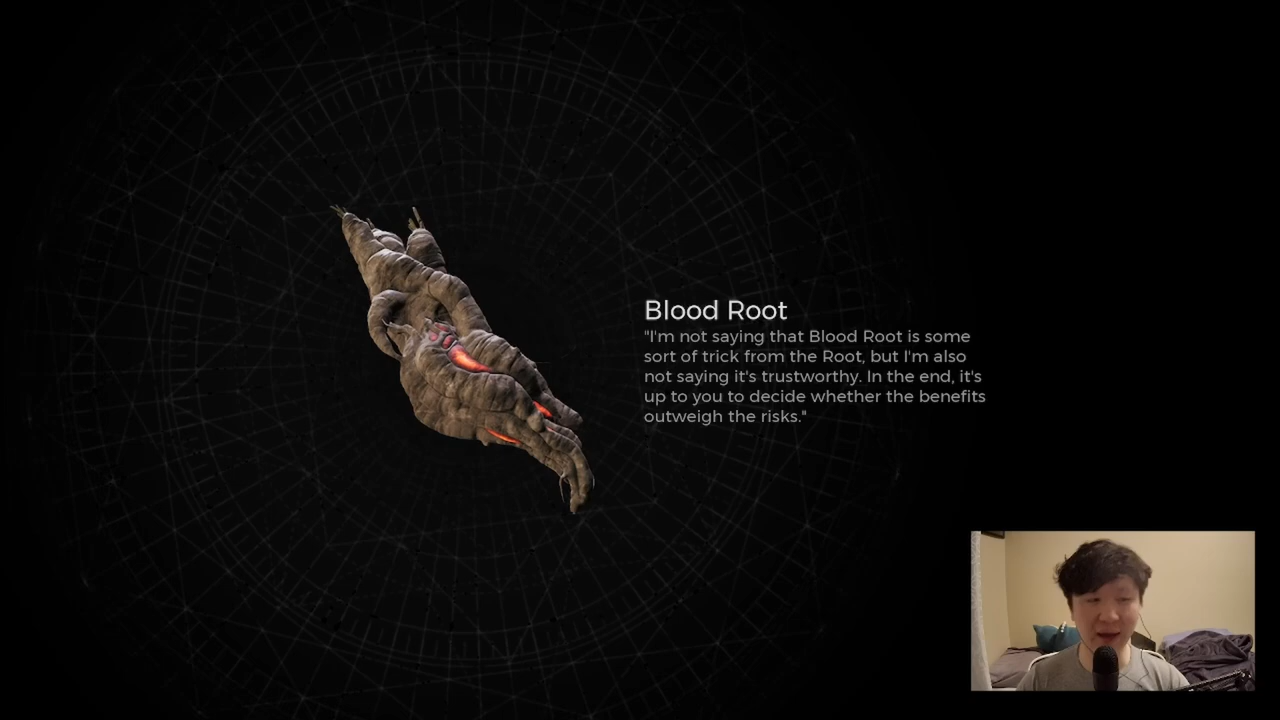 Blood Root
"I'm not saying that Blood Root is some
sort of trick from the Root, but I'm also
not saying it's trustworthy. In the end, it's
up to you to decide whether the benefits
outweigh the risks."